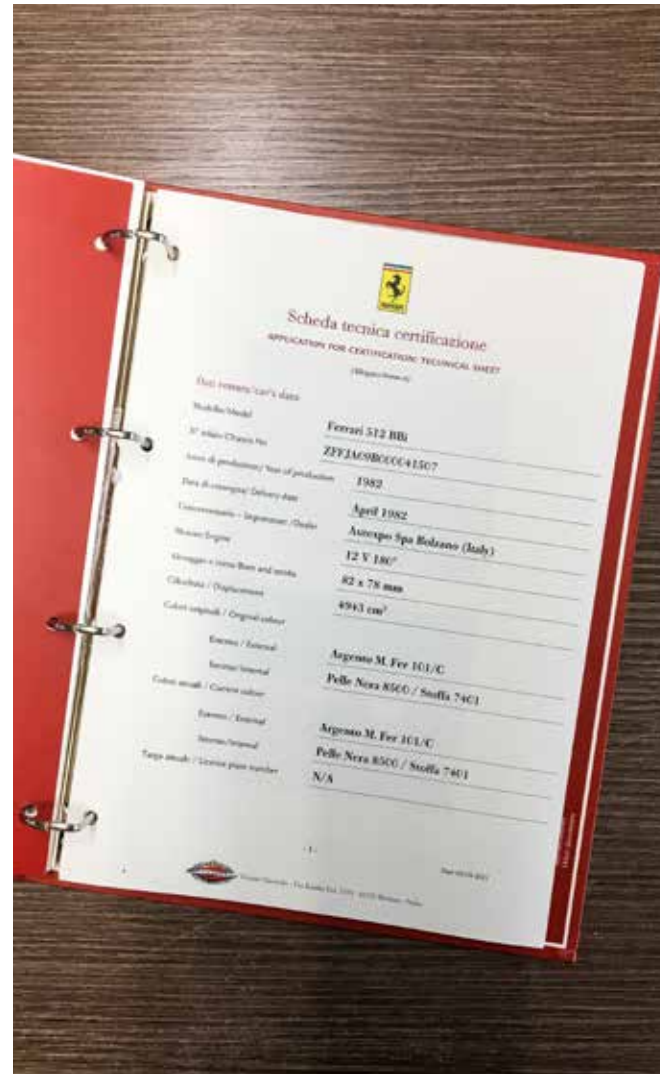 Scheda tecnica certificazione
APPLICATION FOR CERTIFICATION: TECHNICAL SHEET
Dati vettura/car's data
Modello/Model Ferrari 512 BBi
N° telaio/Chassis No. ZFFJA09B000041507
Anno di produzione/ Year of production 1982
Data di consegna/ Delivery date April 1982
Concessionario - Importatore /Dealer Autexpo Spa Bolzano (Italy)
Motore/Engine 12 V 180°
Alesaggio e corsa/Bore and stroke 82 x 78 mm
Cilindrata / Displacement 4943 cm³
Colori originali / Original colour
Esterno / External Argento M. Fer 101/C
Interno/internal Pelle Nera 8500 / Stoffa 7401
Colori attuali / Current colour
Esterno / External Argento M. Fer 101/C
Interno/internal Pelle Nera 8500 / Stoffa 7401
Targa attuale / Licence plate number N/A
- 1 -